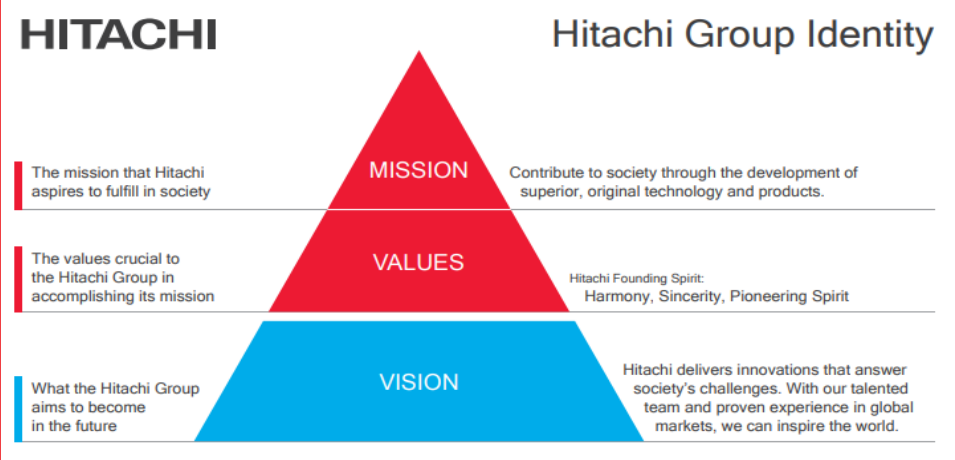 HITACHI
Hitachi Group Identity
The mission that Hitachi
aspires to fulfill in society
MISSION
Contribute to society through the development of
superior, original technology and products.
The values crucial to
the Hitachi Group in
accomplishing its mission
VALUES
Hitachi Founding Spirit:
Harmony, Sincerity, Pioneering Spirit
What the Hitachi Group
aims to become
in the future
VISION
Hitachi delivers innovations that answer
society's challenges. With our talented
team and proven experience in global
markets, we can inspire the world.